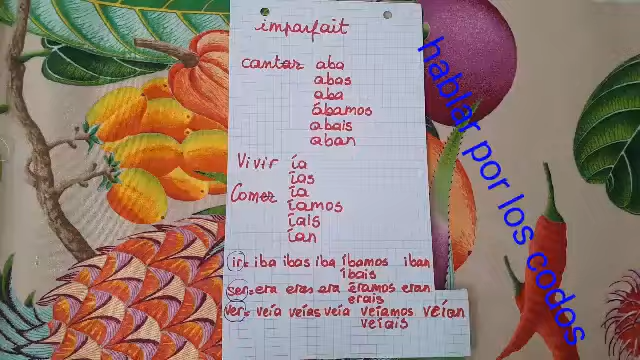 imparfait
cantar aba
abas
aba
ábamos
abais
aban
Vivir ía
ías
Comer ía
íamos
íais
ían
ir = iba ibas iba íbamos iban
ibais
ser = era eras era éramos eran
erais
ver = veía veías veía veíamos veían
veíais
hablar por los codos